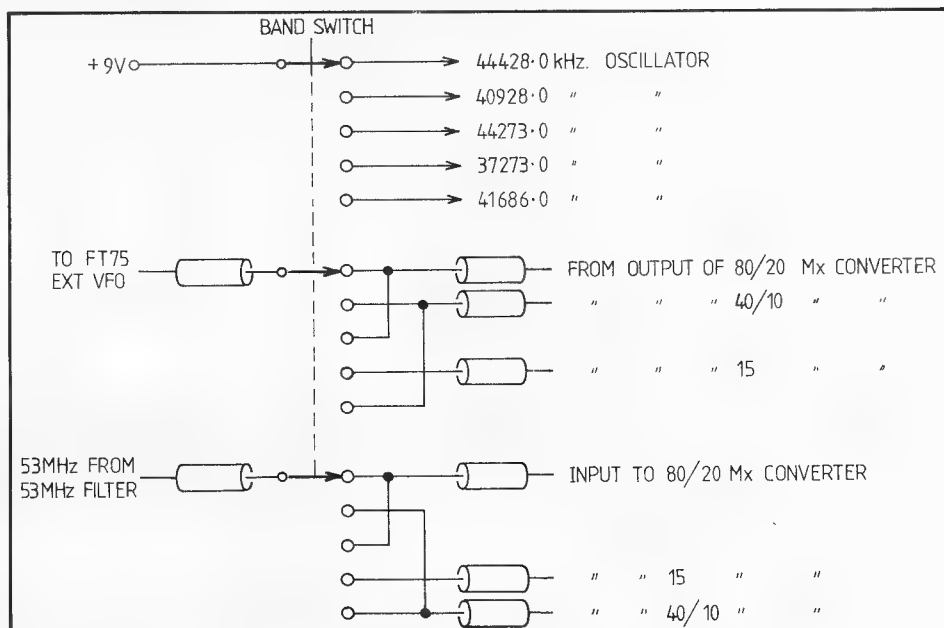 BAND SWITCH
+9V
44428·0 kHz. OSCILLATOR
40928·0 " "
44273·0 " "
37273·0 " "
41686·0 " "
TO FT75
EXT VFO
FROM OUTPUT OF 80/20 Mx CONVERTER
" " " 40/10 " "
" " " 15 " "
53MHz FROM
53MHz FILTER
INPUT TO 80/20 Mx CONVERTER
" " 15 " "
" " 40/10 " "